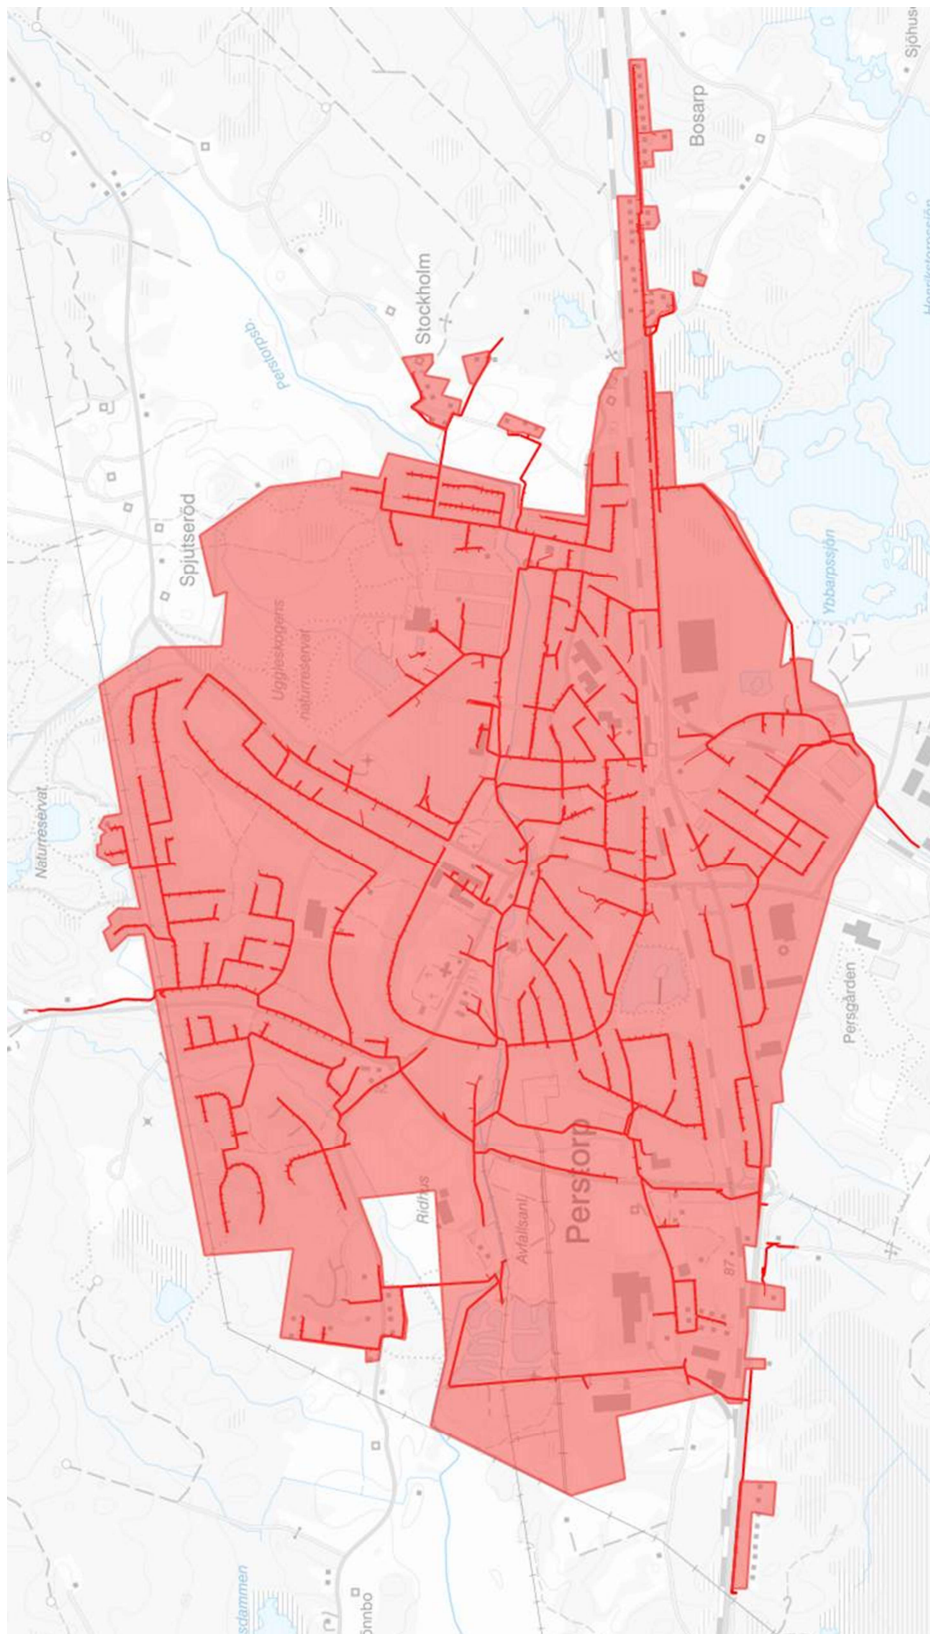 Sjöhus
Bosarp
Stockholm
Perstorpsb.
Spjutseröd
Ybbarpssjön
Uggleskogens
naturreservat
Naturreservat
Persgården
Perstorp
Ridhus
Avfallsanl.
87
sdammen
önnbo